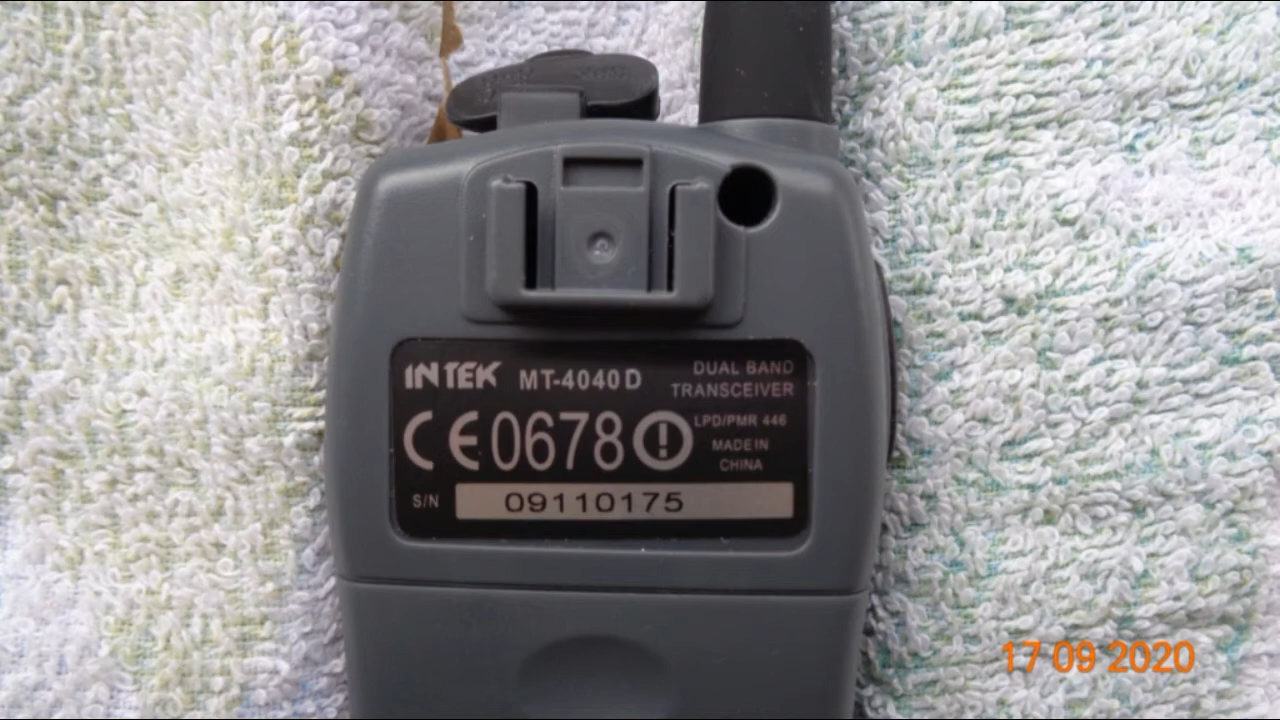 INTEK MT-4040D
DUAL BAND
TRANSCEIVER
CE0678
LPD/PMR 446
MADE IN
CHINA
S/N 09110175
17 09 2020